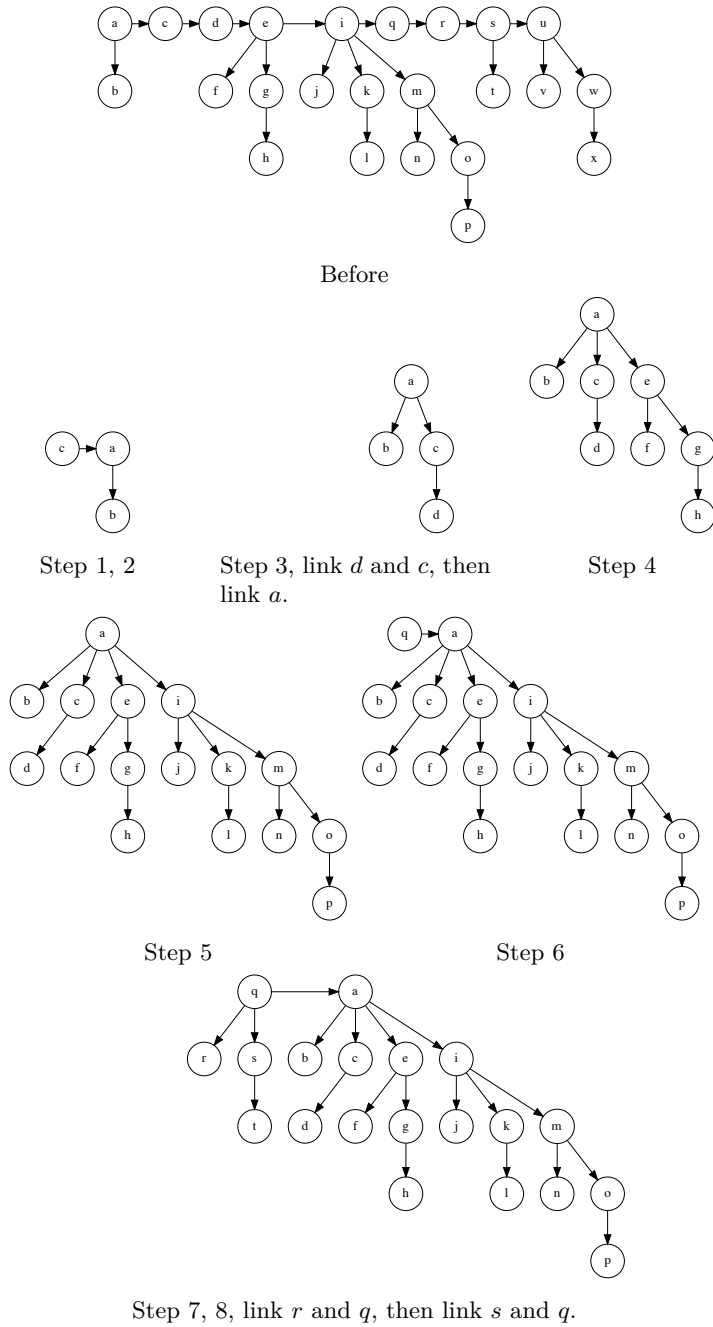 a c d e i q r s u
b f g j k m t v w
h l n o x
p
Before
a
a b c e
c a b c d f g
b d h
Step 1, 2 Step 3, link d and c, then Step 4
link a.
a q a
b c e i b c e i
d f g j k m d f g j k m
h l n o h l n o
p p
Step 5 Step 6
q a
r s b c e i
t d f g j k m
h l n o
p
Step 7, 8, link r and q, then link s and q.